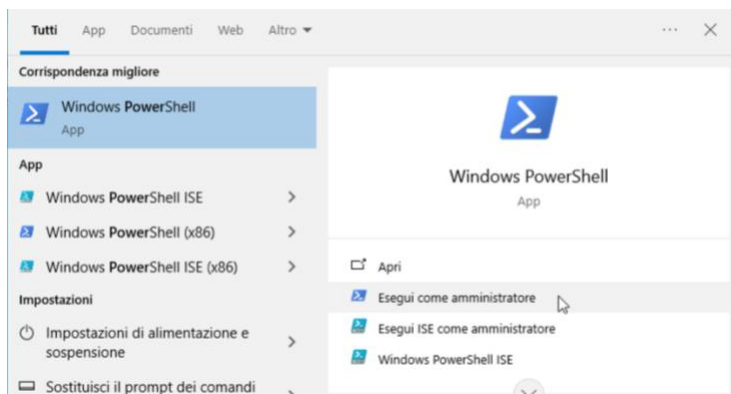 Tutti App Documenti Web Altro
Corrispondenza migliore
Windows PowerShell
App
App
Windows PowerShell ISE
Windows PowerShell (x86)
Windows PowerShell ISE (x86)
Impostazioni
Impostazioni di alimentazione e
sospensione
Sostituisci il prompt dei comandi
Windows PowerShell
App
Apri
Esegui come amministratore
Esegui ISE come amministratore
Windows PowerShell ISE